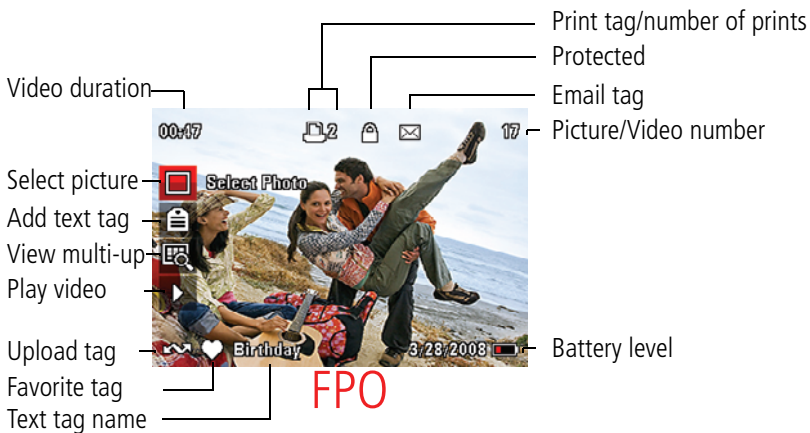 Print tag/number of prints
Protected
Email tag
Video duration
00:17 2 17
Picture/Video number
Select picture
Select Photo
Add text tag
View multi-up
Play video
Upload tag
Birthday 3/28/2008
Battery level
Favorite tag
FPO
Text tag name